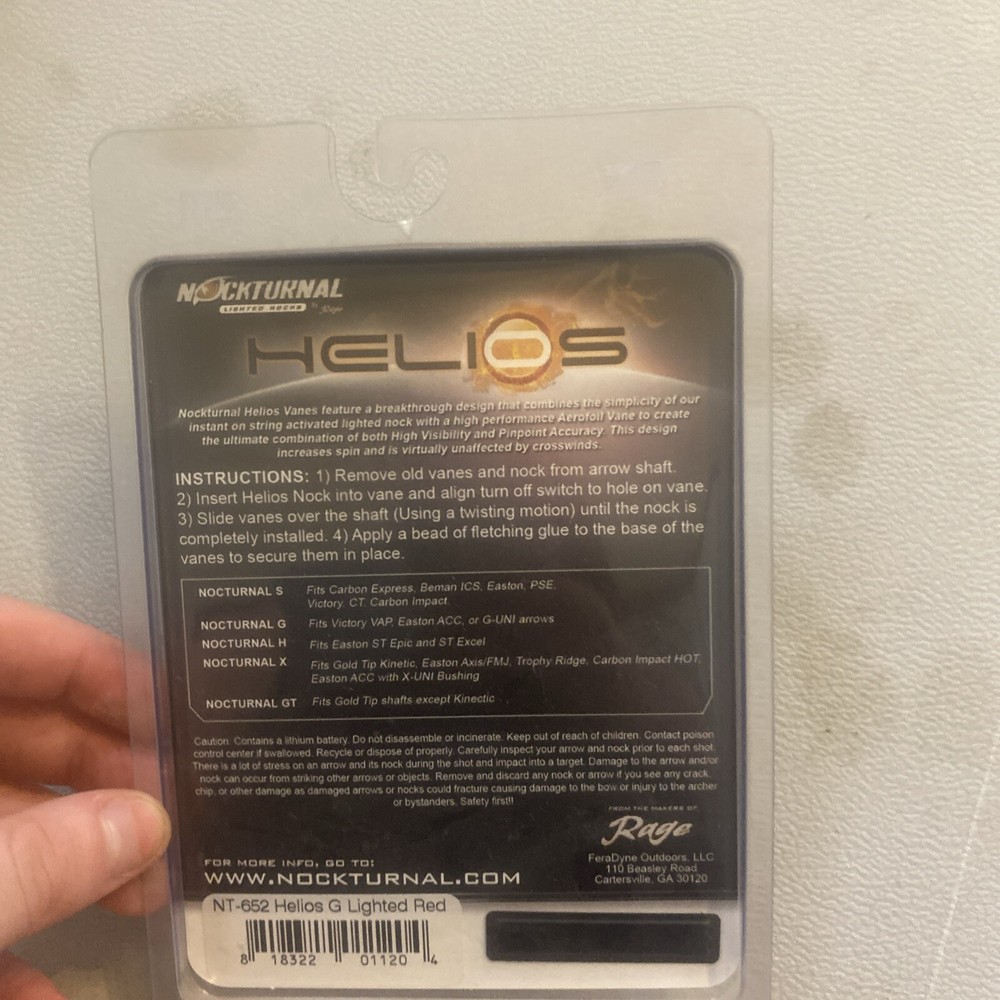 NOCKTURNAL
LIGHTED NOCKS by Rage
HELIOS
Nockturnal Helios Vanes feature a breakthrough design that combines the simplicity of our
instant on string activated lighted nock with a high performance Aerofoil Vane to create
the ultimate combination of both High Visibility and Pinpoint Accuracy. This design
increases spin and is virtually unaffected by crosswinds.
INSTRUCTIONS: 1) Remove old vanes and nock from arrow shaft.
2) Insert Helios Nock into vane and align turn off switch to hole on vane.
3) Slide vanes over the shaft (Using a twisting motion) until the nock is
completely installed. 4) Apply a bead of fletching glue to the base of the
vanes to secure them in place.
NOCTURNAL S Fits Carbon Express, Beman ICS, Easton, PSE,
Victory, CT, Carbon Impact
NOCTURNAL G Fits Victory VAP, Easton ACC, or G-UNI arrows
NOCTURNAL H Fits Easton ST Epic and ST Excel
NOCTURNAL X Fits Gold Tip Kinetic, Easton Axis/FMJ, Trophy Ridge, Carbon Impact HOT,
Easton ACC with X-UNI Bushing
NOCTURNAL GT Fits Gold Tip shafts except Kinectic
Caution: Contains a lithium battery. Do not disassemble or incinerate. Keep out of reach of children. Contact poison
control center if swallowed. Recycle or dispose of properly. Carefully inspect your arrow and nock prior to each shot.
There is a lot of stress on an arrow and its nock during the shot and impact into a target. Damage to the arrow and/or
nock can occur from striking other arrows or objects. Remove and discard any nock or arrow if you see any crack,
chip, or other damage as damaged arrows or nocks could fracture causing damage to the bow or injury to the archer
or bystanders. Safety first!!!
FROM THE MAKERS OF:
Rage
FeraDyne Outdoors, LLC
110 Beasley Road
Cartersville, GA 30120
FOR MORE INFO, GO TO:
WWW.NOCKTURNAL.COM
NT-652 Helios G Lighted Red
8 18322 01120 4